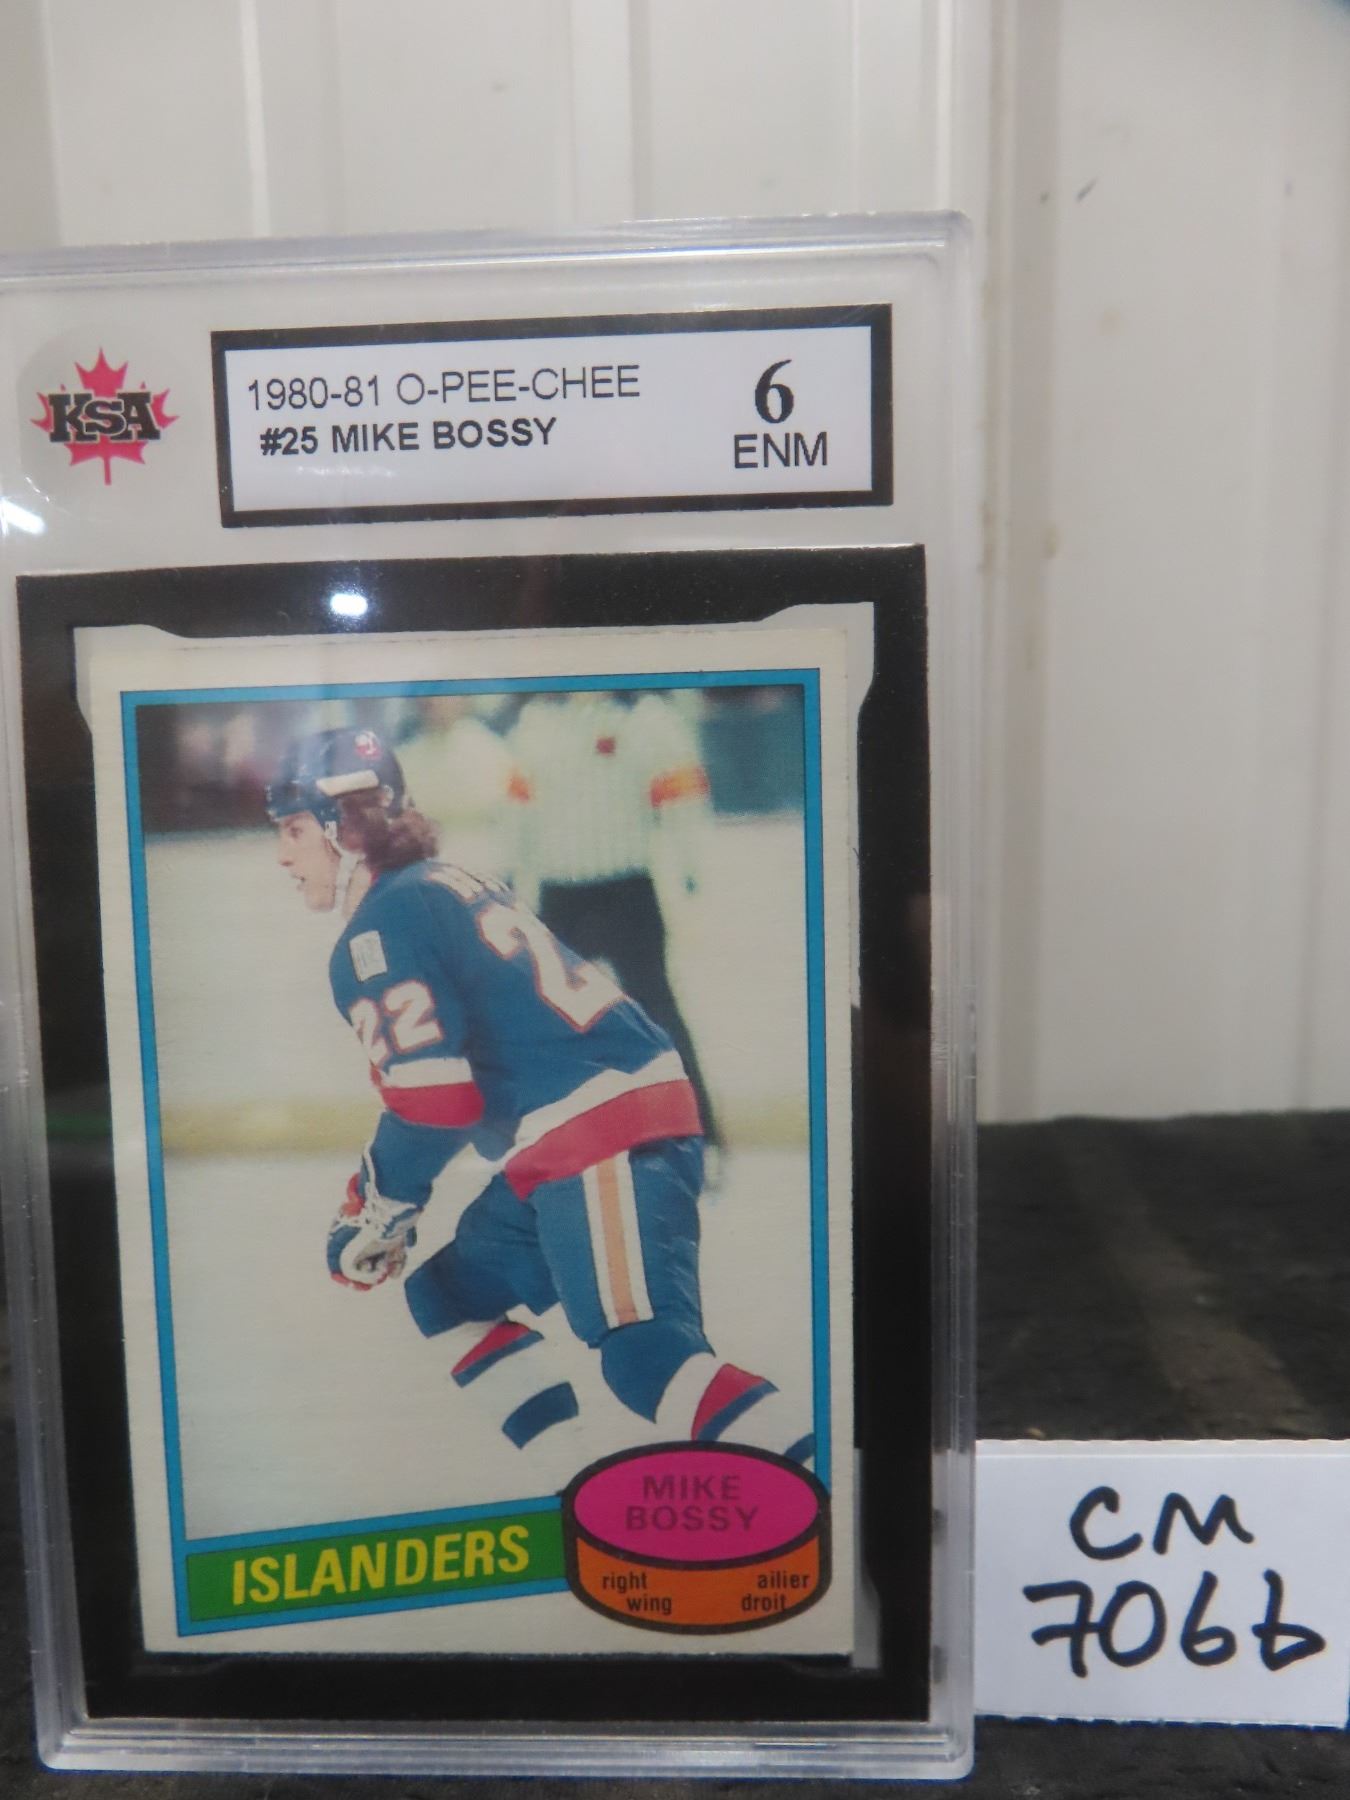 KSA
1980-81 O-PEE-CHEE
#25 MIKE BOSSY
6
ENM
22
22
MIKE
BOSSY
ISLANDERS
right
wing
ailier
droit
CM
7066